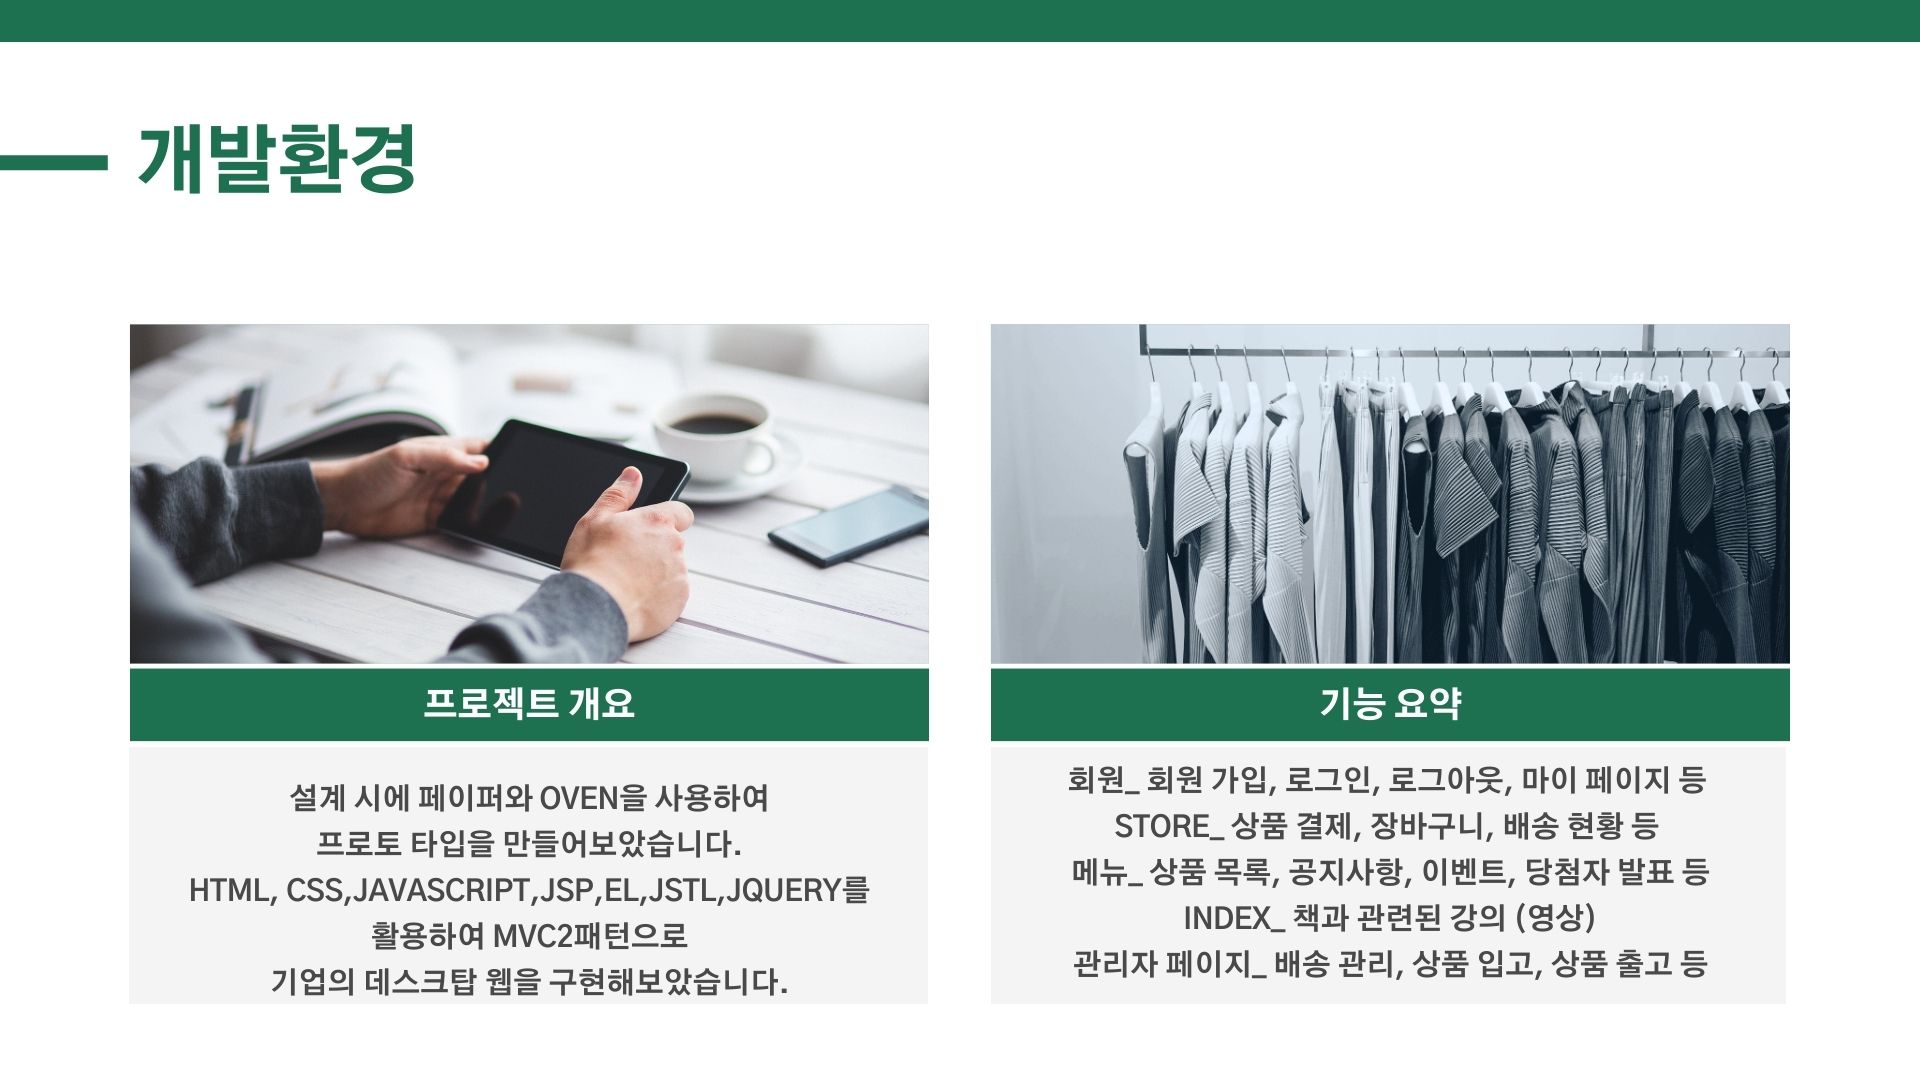 개발환경
프로젝트 개요
설계 시에 페이퍼와 OVEN을 사용하여
프로토 타입을 만들어보았습니다.
HTML, CSS,JAVASCRIPT,JSP,EL,JSTL,JQUERY를
활용하여 MVC2패턴으로
기업의 데스크탑 웹을 구현해보았습니다.
기능 요약
회원_ 회원 가입, 로그인, 로그아웃, 마이 페이지 등
STORE_ 상품 결제, 장바구니, 배송 현황 등
메뉴_ 상품 목록, 공지사항, 이벤트, 당첨자 발표 등
INDEX_ 책과 관련된 강의 (영상)
관리자 페이지_ 배송 관리, 상품 입고, 상품 출고 등